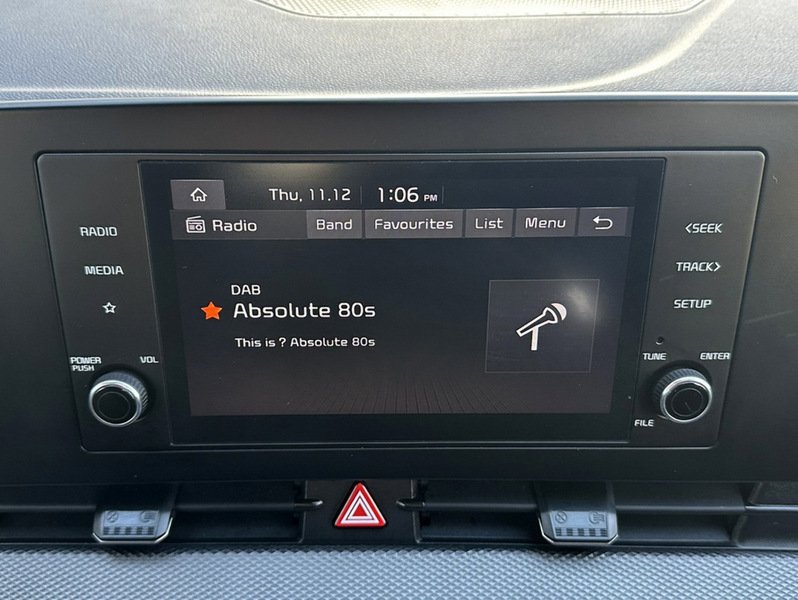 Thu, 11.12 1:06 PM
Radio Band Favourites List Menu
DAB
Absolute 80s
This is ? Absolute 80s
RADIO
MEDIA
POWER
PUSH
VOL
<SEEK
TRACK>
SETUP
TUNE
ENTER
FILE